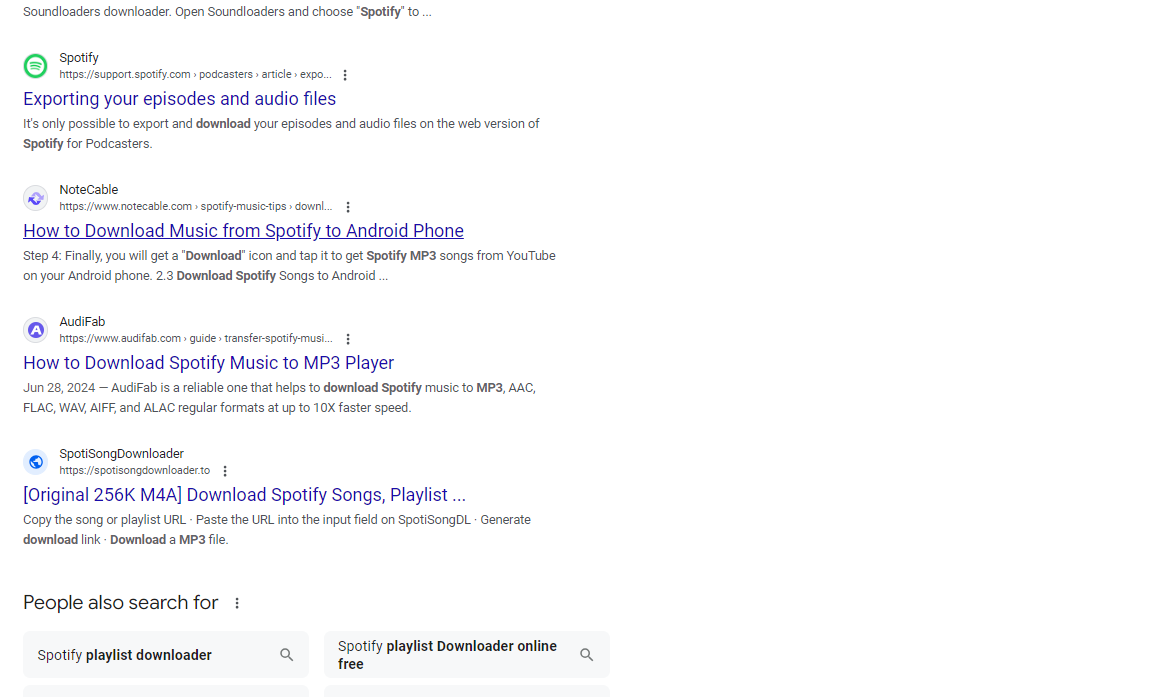 Soundloaders downloader. Open Soundloaders and choose "Spotify" to ...
Spotify
https://support.spotify.com › podcasters › article › expo...
Exporting your episodes and audio files
It's only possible to export and download your episodes and audio files on the web version of
Spotify for Podcasters.
NoteCable
https://www.notecable.com › spotify-music-tips › downl...
How to Download Music from Spotify to Android Phone
Step 4: Finally, you will get a "Download" icon and tap it to get Spotify MP3 songs from YouTube
on your Android phone. 2.3 Download Spotify Songs to Android ...
AudiFab
https://www.audifab.com › guide › transfer-spotify-musi...
How to Download Spotify Music to MP3 Player
Jun 28, 2024 — AudiFab is a reliable one that helps to download Spotify music to MP3, AAC,
FLAC, WAV, AIFF, and ALAC regular formats at up to 10X faster speed.
SpotiSongDownloader
https://spotisongdownloader.to
[Original 256K M4A] Download Spotify Songs, Playlist ...
Copy the song or playlist URL · Paste the URL into the input field on SpotiSongDL · Generate
download link · Download a MP3 file.
People also search for
Spotify playlist downloader
Spotify playlist Downloader online
free